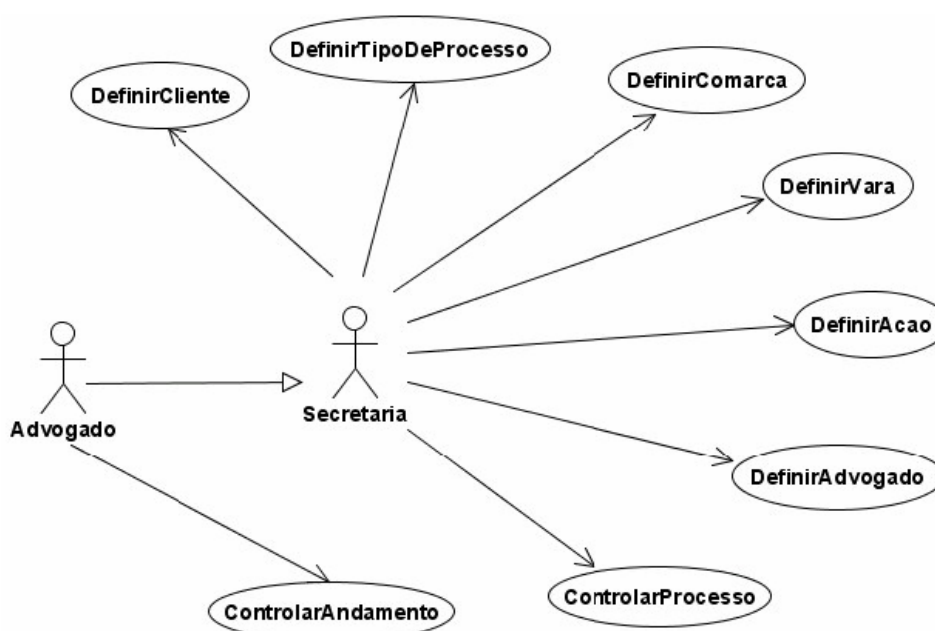 DefinirTipoDeProcesso
DefinirComarca
DefinirCliente
DefinirVara
DefinirAcao
Secretaria
Advogado
DefinirAdvogado
ControlarProcesso
ControlarAndamento